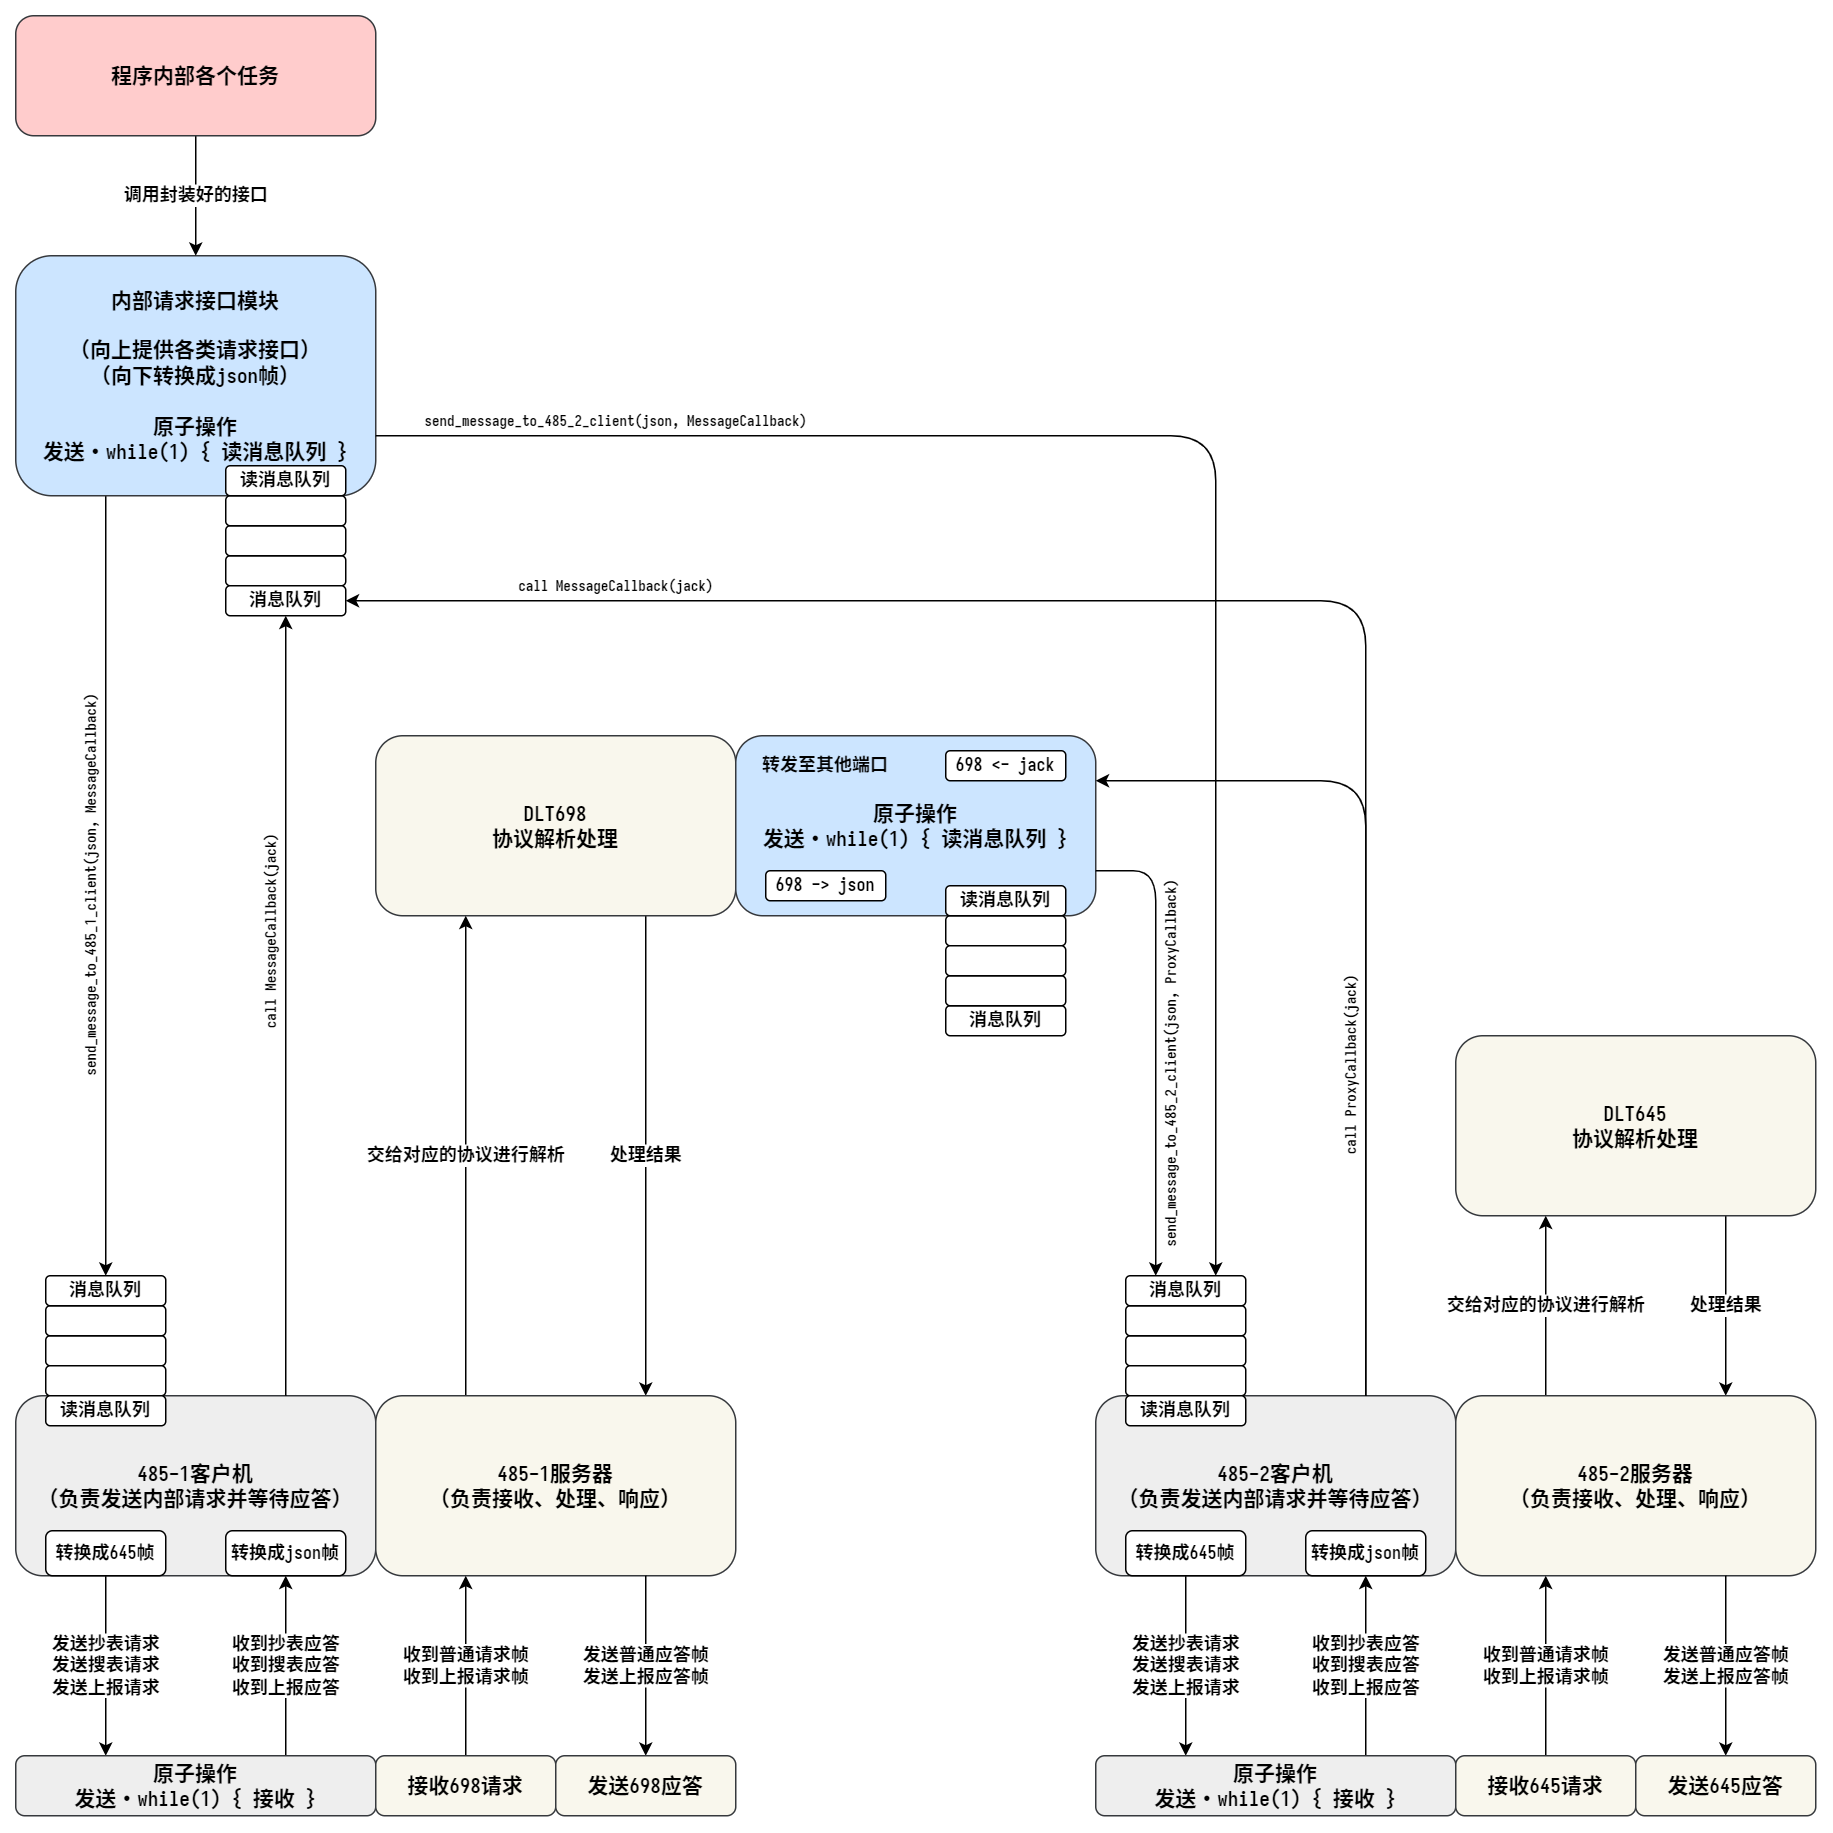 程序内部各个任务
调用封装好的接口
内部请求接口模块
（向上提供各类请求接口）
（向下转换成json帧）
原子操作
发送·while(1) { 读消息队列 }
读消息队列
消息队列
send_message_to_485_2_client(json, MessageCallback)
call MessageCallback(jack)
send_message_to_485_1_client(json, MessageCallback)
call MessageCallback(jack)
DLT698
协议解析处理
转发至其他端口
698 <- jack
原子操作
发送·while(1) { 读消息队列 }
698 -> json
读消息队列
消息队列
send_message_to_485_2_client(json, ProxyCallback)
call ProxyCallback(jack)
DLT645
协议解析处理
交给对应的协议进行解析
处理结果
交给对应的协议进行解析
处理结果
消息队列
读消息队列
485-1客户机
（负责发送内部请求并等待应答）
转换成645帧
转换成json帧
485-1服务器
（负责接收、处理、响应）
消息队列
读消息队列
485-2客户机
（负责发送内部请求并等待应答）
转换成645帧
转换成json帧
485-2服务器
（负责接收、处理、响应）
发送抄表请求
发送搜表请求
发送上报请求
收到抄表应答
收到搜表应答
收到上报应答
收到普通请求帧
收到上报请求帧
发送普通应答帧
发送上报应答帧
发送抄表请求
发送搜表请求
发送上报请求
收到抄表应答
收到搜表应答
收到上报应答
收到普通请求帧
收到上报请求帧
发送普通应答帧
发送上报应答帧
原子操作
发送·while(1) { 接收 }
接收698请求
发送698应答
原子操作
发送·while(1) { 接收 }
接收645请求
发送645应答